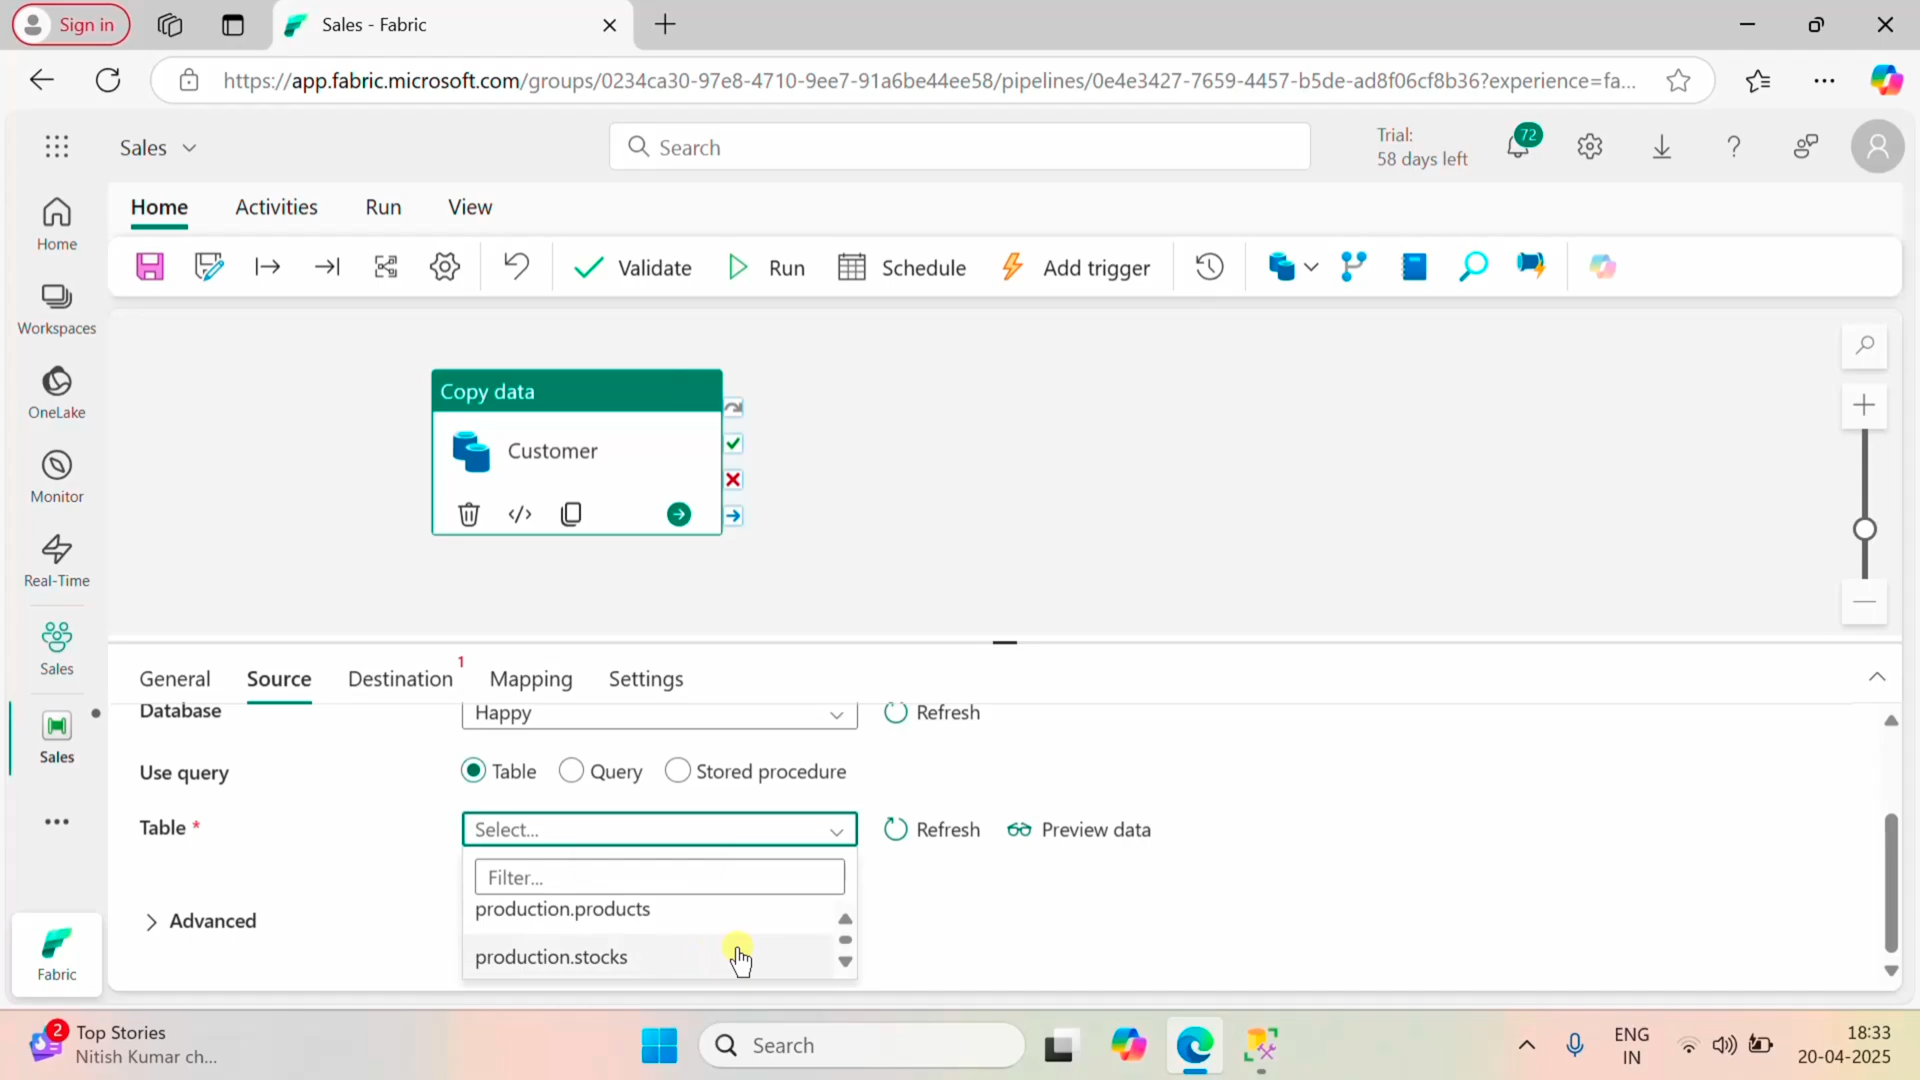 Sign in
Sales - Fabric
https://app.fabric.microsoft.com/groups/0234ca30-97e8-4710-9ee7-91a6be44ee58/pipelines/0e4e3427-7659-4457-b5de-ad8f06cf8b36?experience=fa...
Sales
Search
Trial:
58 days left
72
Home
Activities
Run
View
Validate
Run
Schedule
Add trigger
Home
Workspaces
OneLake
Monitor
Real-Time
Sales
Sales
Fabric
Copy data
Customer
General
Source
Destination
1
Mapping
Settings
Database
Happy
Refresh
Use query
Table
Query
Stored procedure
Table *
Select...
Refresh
Preview data
Filter...
production.products
production.stocks
Advanced
2
Top Stories
Nitish Kumar ch...
Search
ENG
IN
18:33
20-04-2025